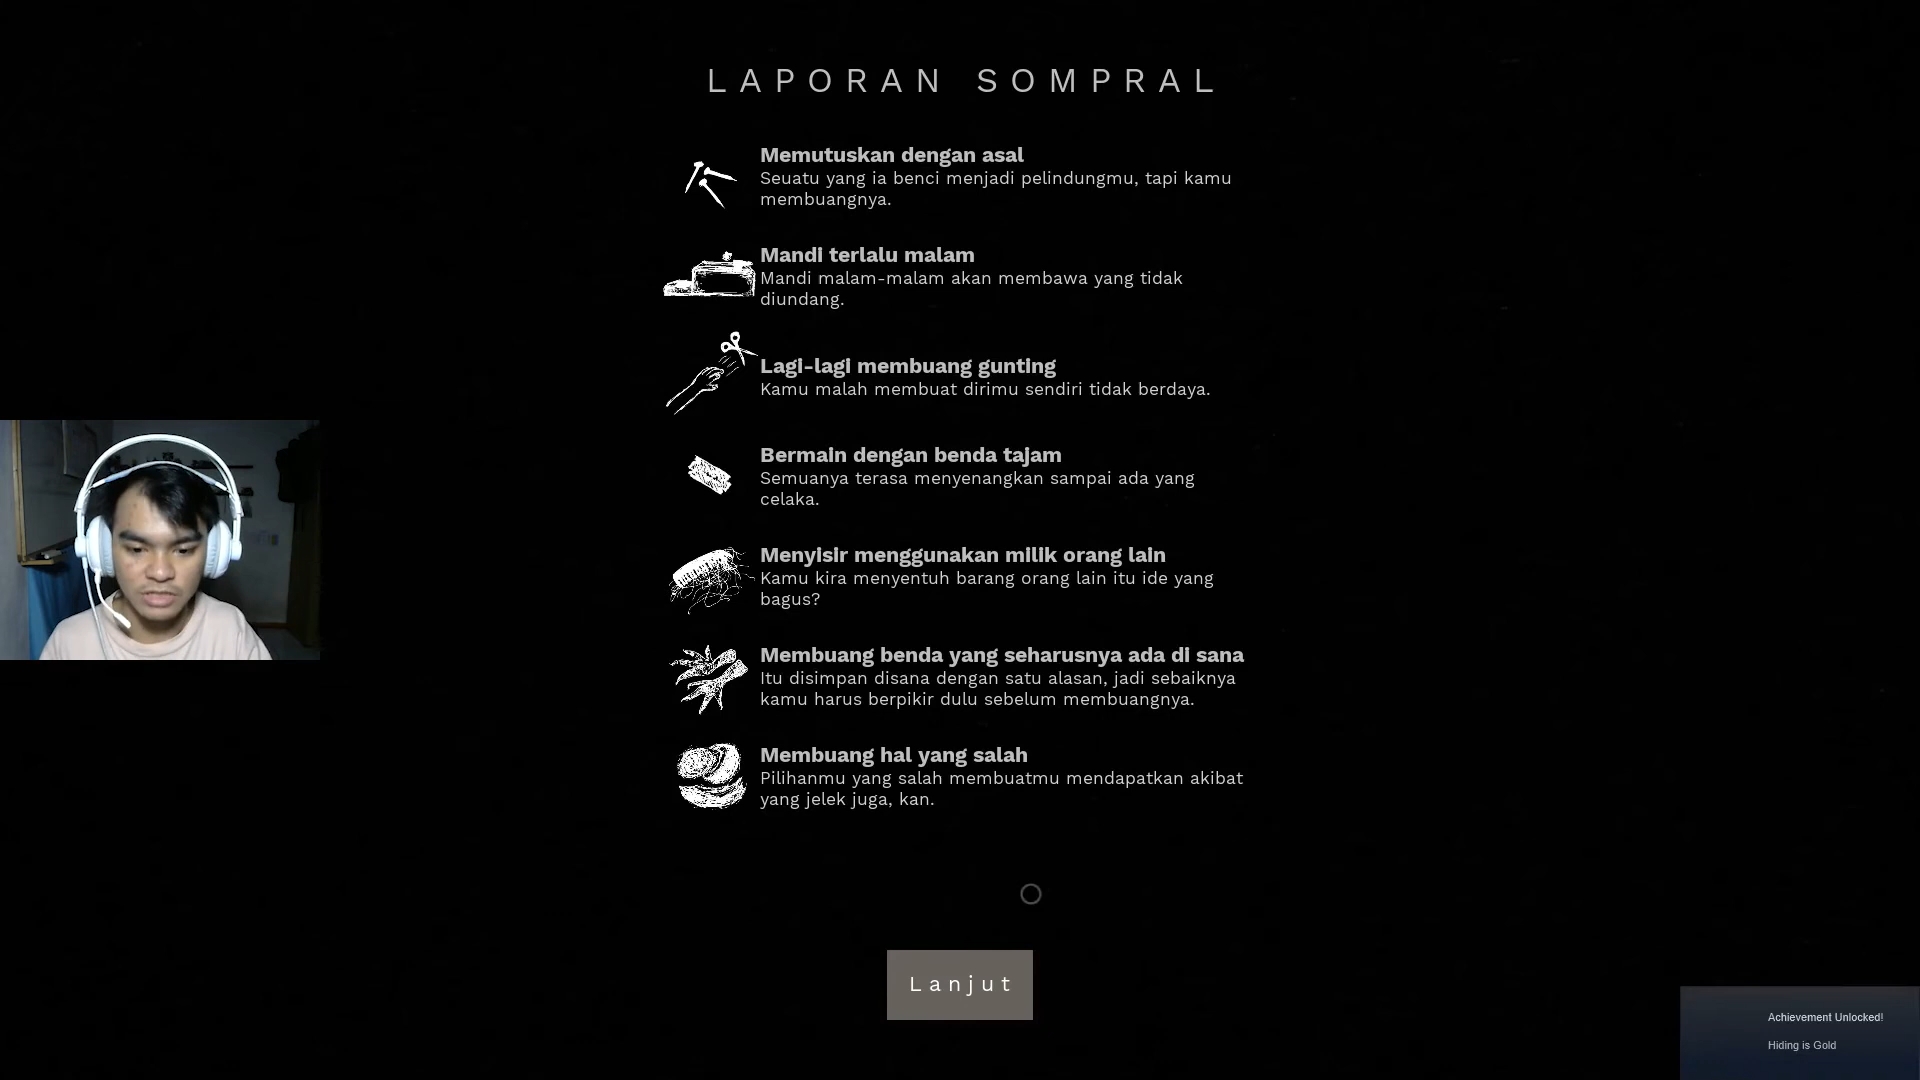 LAPORAN SOMPRAL
Memutuskan dengan asal
Seuatu yang ia benci menjadi pelindungmu, tapi kamu
membuangnya.
Mandi terlalu malam
Mandi malam-malam akan membawa yang tidak
diundang.
Lagi-lagi membuang gunting
Kamu malah membuat dirimu sendiri tidak berdaya.
Bermain dengan benda tajam
Semuanya terasa menyenangkan sampai ada yang
celaka.
Menyisir menggunakan milik orang lain
Kamu kira menyentuh barang orang lain itu ide yang
bagus?
Membuang benda yang seharusnya ada di sana
Itu disimpan disana dengan satu alasan, jadi sebaiknya
kamu harus berpikir dulu sebelum membuangnya.
Membuang hal yang salah
Pilihanmu yang salah membuatmu mendapatkan akibat
yang jelek juga, kan.
Lanjut
Achievement Unlocked!
Hiding is Gold